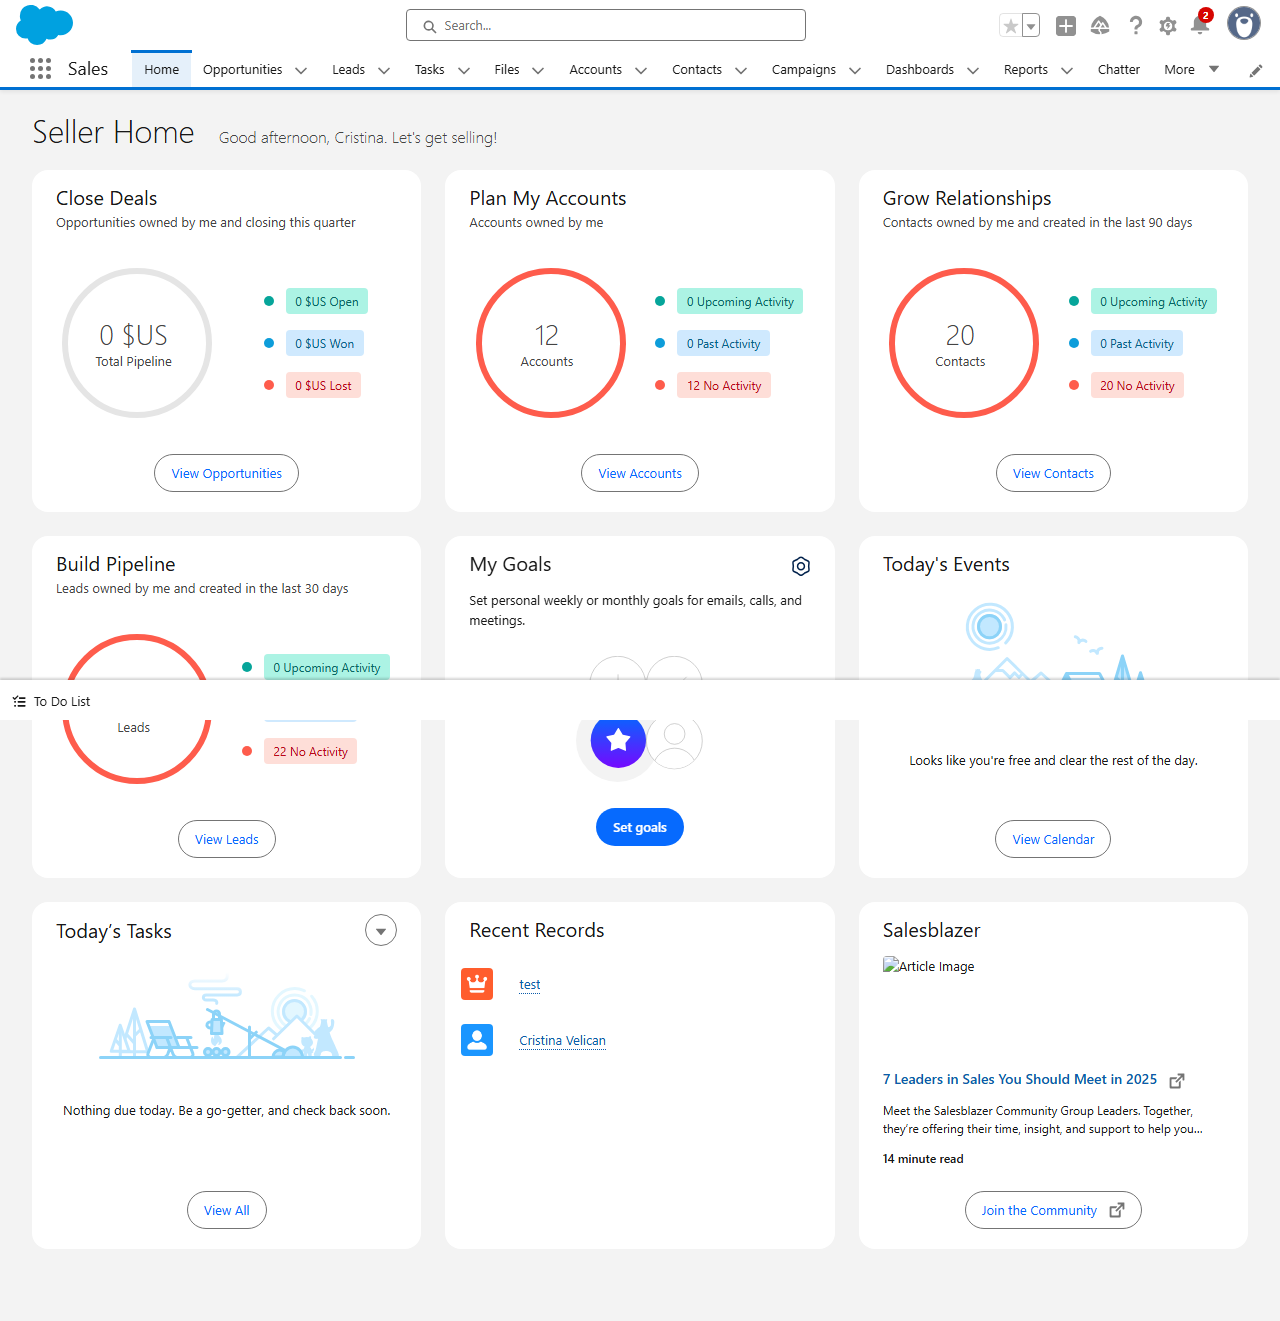 Search...
2
Sales
Home
Opportunities
Leads
Tasks
Files
Accounts
Contacts
Campaigns
Dashboards
Reports
Chatter
More
Seller Home
Good afternoon, Cristina. Let's get selling!
Close Deals
Opportunities owned by me and closing this quarter
0 $US
Total Pipeline
0 $US Open
0 $US Won
0 $US Lost
View Opportunities
Plan My Accounts
Accounts owned by me
12
Accounts
0 Upcoming Activity
0 Past Activity
12 No Activity
View Accounts
Grow Relationships
Contacts owned by me and created in the last 90 days
20
Contacts
0 Upcoming Activity
0 Past Activity
20 No Activity
View Contacts
Build Pipeline
Leads owned by me and created in the last 30 days
0 Upcoming Activity
To Do List
Leads
22 No Activity
View Leads
My Goals
Set personal weekly or monthly goals for emails, calls, and
meetings.
Set goals
Today's Events
Looks like you're free and clear the rest of the day.
View Calendar
Today’s Tasks
Nothing due today. Be a go-getter, and check back soon.
View All
Recent Records
test
Cristina Velican
Salesblazer
Article Image
7 Leaders in Sales You Should Meet in 2025
Meet the Salesblazer Community Group Leaders. Together,
they’re offering their time, insight, and support to help you...
14 minute read
Join the Community